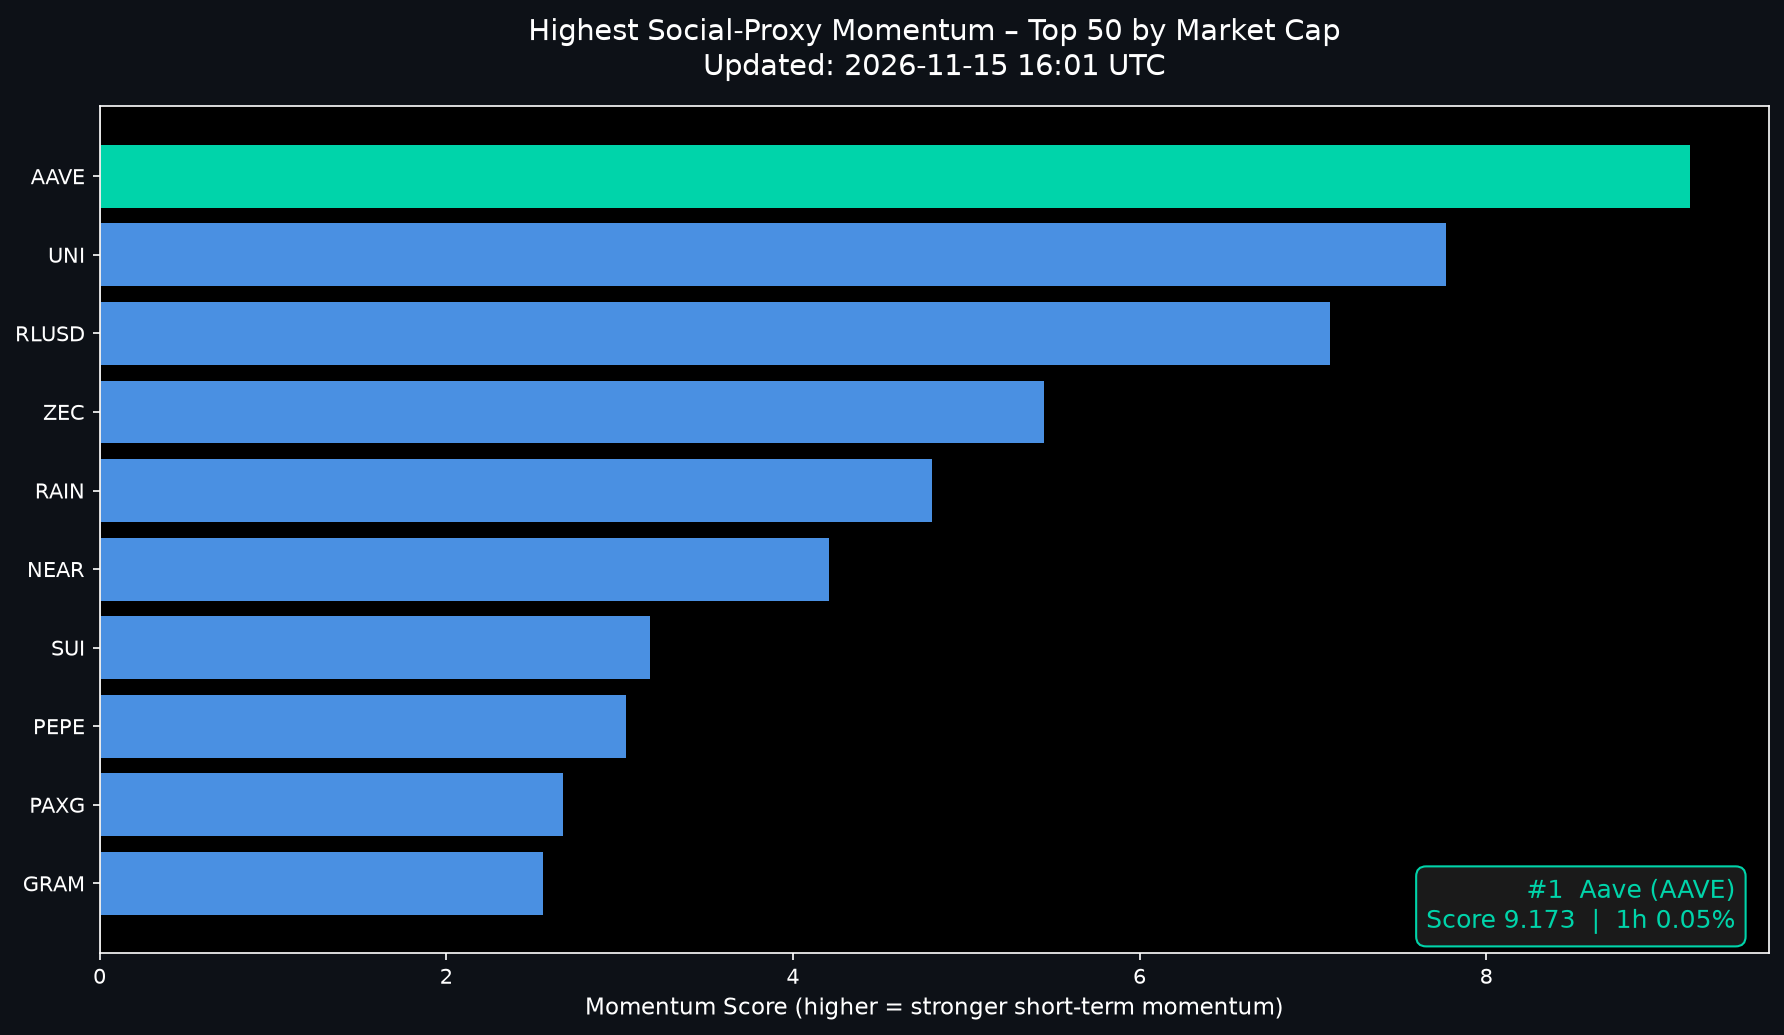 Highest Social-Proxy Momentum – Top 50 by Market Cap
Updated: 2026-11-15 16:01 UTC
AAVE
UNI
RLUSD
ZEC
RAIN
NEAR
SUI
PEPE
PAXG
GRAM
#1  Aave (AAVE)
Score 9.173  |  1h 0.05%
0 2 4 6 8
Momentum Score (higher = stronger short-term momentum)